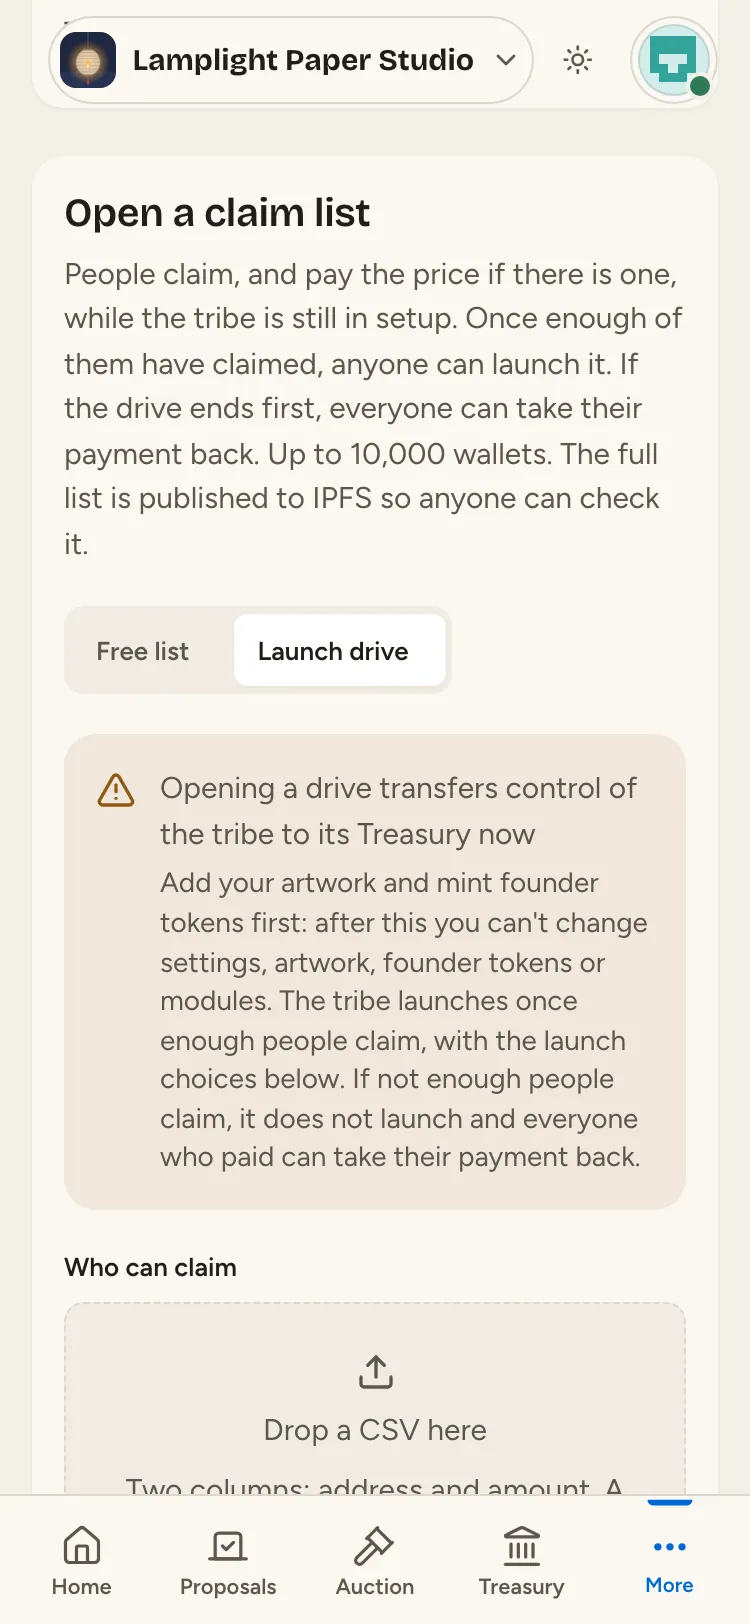 Lamplight Paper Studio
Open a claim list
People claim, and pay the price if there is one,
while the tribe is still in setup. Once enough of
them have claimed, anyone can launch it. If
the drive ends first, everyone can take their
payment back. Up to 10,000 wallets. The full
list is published to IPFS so anyone can check
it.
Free list
Launch drive
Opening a drive transfers control of
the tribe to its Treasury now
Add your artwork and mint founder
tokens first: after this you can't change
settings, artwork, founder tokens or
modules. The tribe launches once
enough people claim, with the launch
choices below. If not enough people
claim, it does not launch and everyone
who paid can take their payment back.
Who can claim
Drop a CSV here
Two columns: address and amount. A
Home
Proposals
Auction
Treasury
More